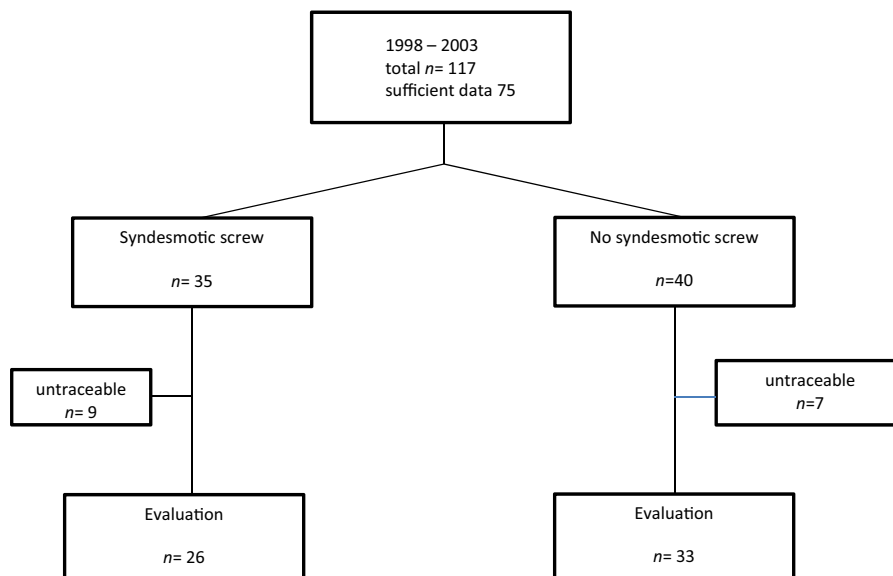 1998 – 2003
total n= 117
sufficient data 75
Syndesmotic screw
n= 35
No syndesmotic screw
n=40
untraceable
n= 9
untraceable
n=7
Evaluation
n= 26
Evaluation
n= 33